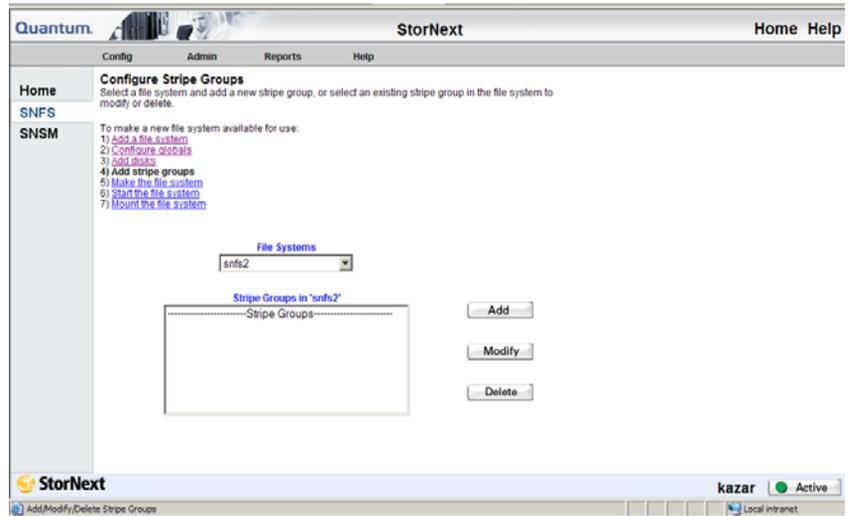 Quantum.
StorNext
Home Help
Config Admin Reports Help
Home
SNFS
SNSM
Configure Stripe Groups
Select a file system and add a new stripe group, or select an existing stripe group in the file system to
modify or delete.
To make a new file system available for use:
1) Add a file system
2) Configure globals
3) Add disks
4) Add stripe groups
5) Make the file system
6) Start the file system
7) Mount the file system
File Systems
snfs2
Stripe Groups in 'snfs2'
-----------------------Stripe Groups-----------------------
Add
Modify
Delete
StorNext
kazar
Active
Add/Modify/Delete Stripe Groups
Local intranet